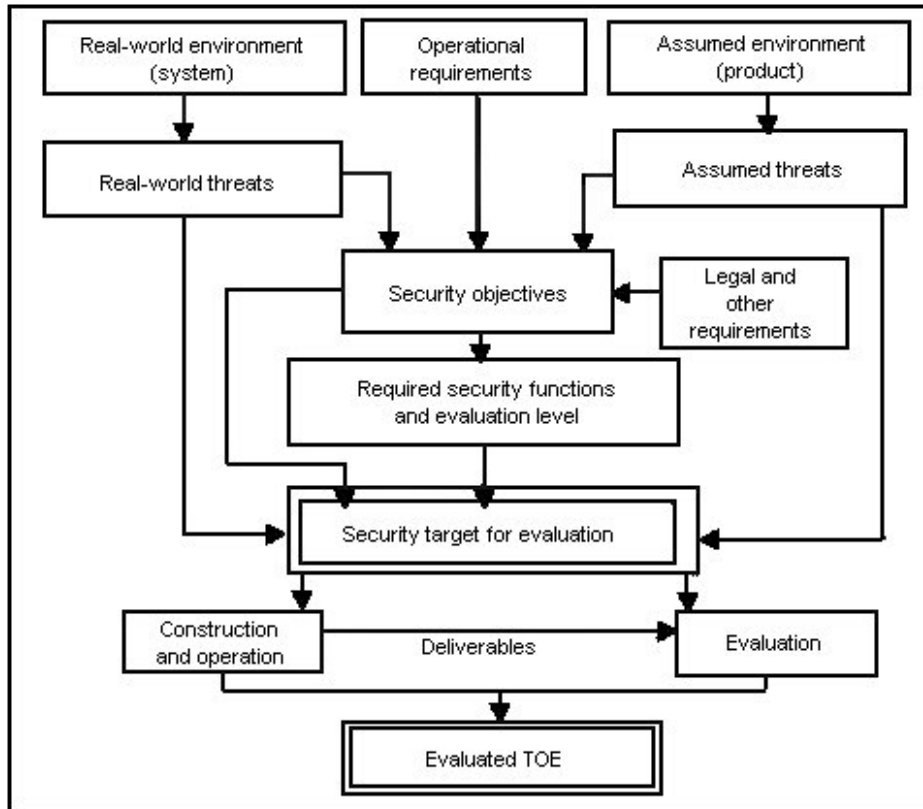 Real-world environment
(system)
Operational
requirements
Assumed environment
(product)
Real-world threats
Assumed threats
Security objectives
Legal and
other
requirements
Required security functions
and evaluation level
Security target for evaluation
Construction
and operation
Deliverables
Evaluation
Evaluated TOE